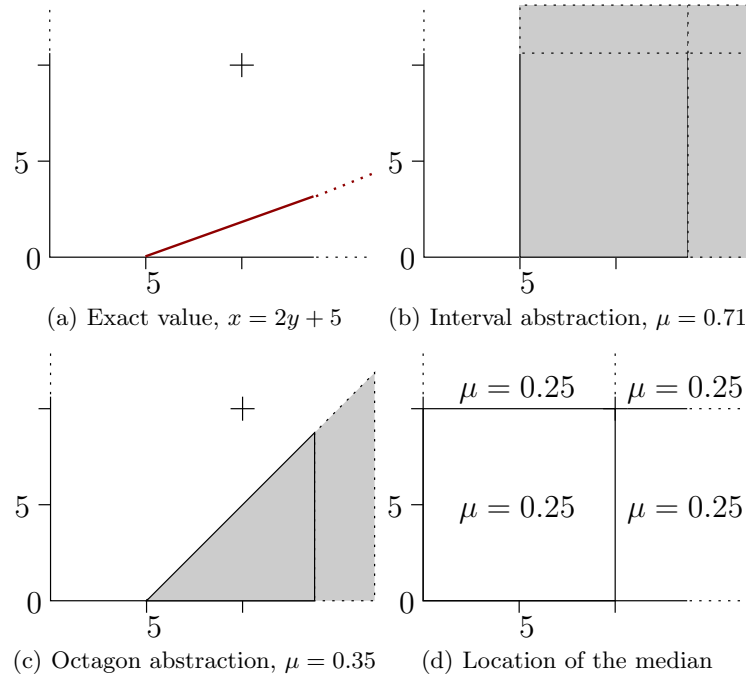 5
0
5
(a) Exact value, x = 2y + 5
5
0
5
(b) Interval abstraction, μ = 0.71
5
0
5
(c) Octagon abstraction, μ = 0.35
μ = 0.25 μ = 0.25
5 μ = 0.25 μ = 0.25
0
5
(d) Location of the median